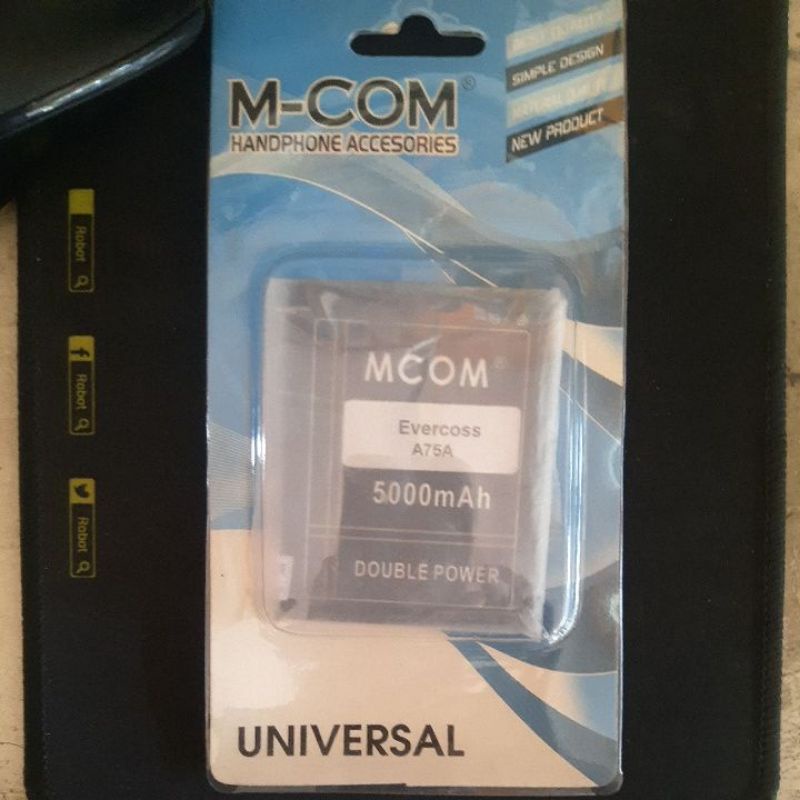 M-COM®
HANDPHONE ACCESORIES
SIMPLE DESIGN
NEW PRODUCT
MCOM®
Evercoss
A75A
5000mAh
DOUBLE POWER
UNIVERSAL
Robot
Robot
Robot